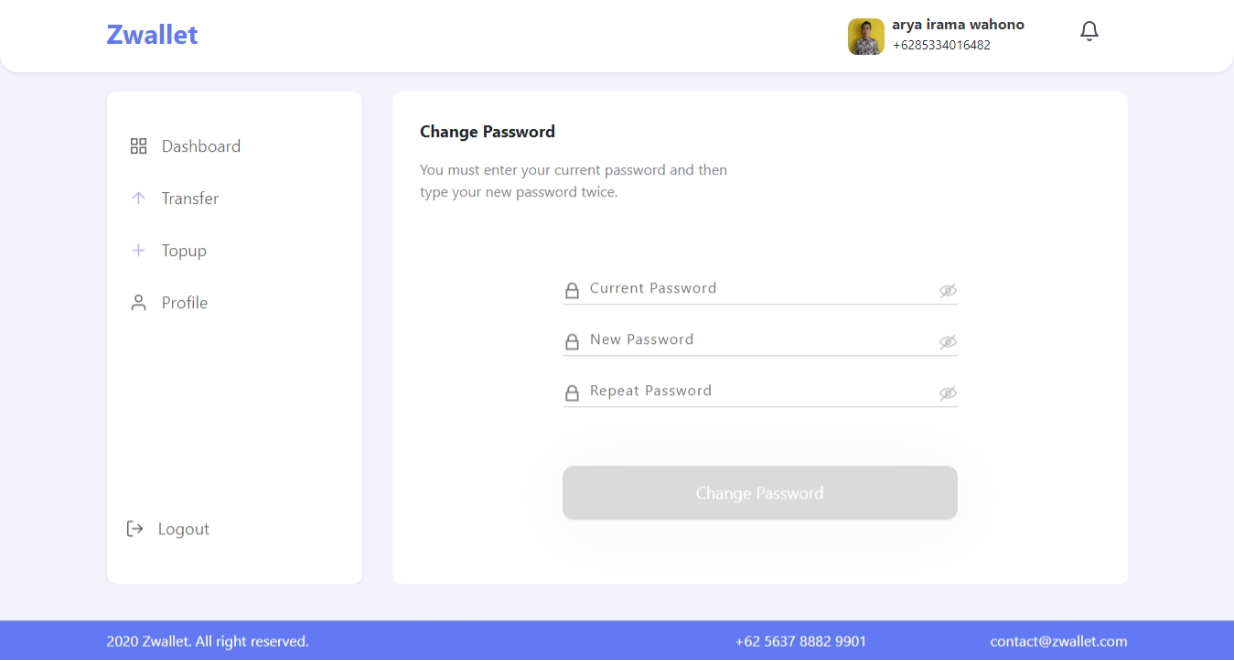 Zwallet
arya irama wahono
+6285334016482
Dashboard
Transfer
Topup
Profile
Logout
Change Password
You must enter your current password and then
type your new password twice.
Current Password
New Password
Repeat Password
Change Password
2020 Zwallet. All right reserved.
+62 5637 8882 9901
contact@zwallet.com